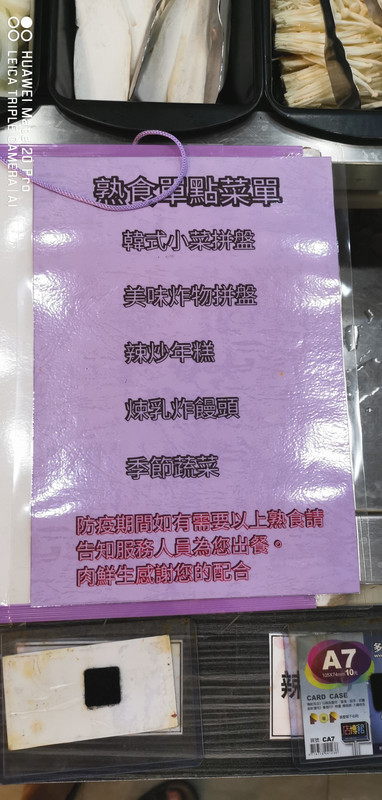 HUAWEI Mate 20 Pro
LEICA TRIPLE CAMERA | AI
熟食單點菜單
韓式小菜拼盤
美味炸物拼盤
辣炒年糕
煉乳炸饅頭
季節蔬菜
防疫期間如有需要以上熟食請
告知服務人員為您出餐。
肉鮮生感謝您的配合
A7
CARD CASE
CA7
辣
多